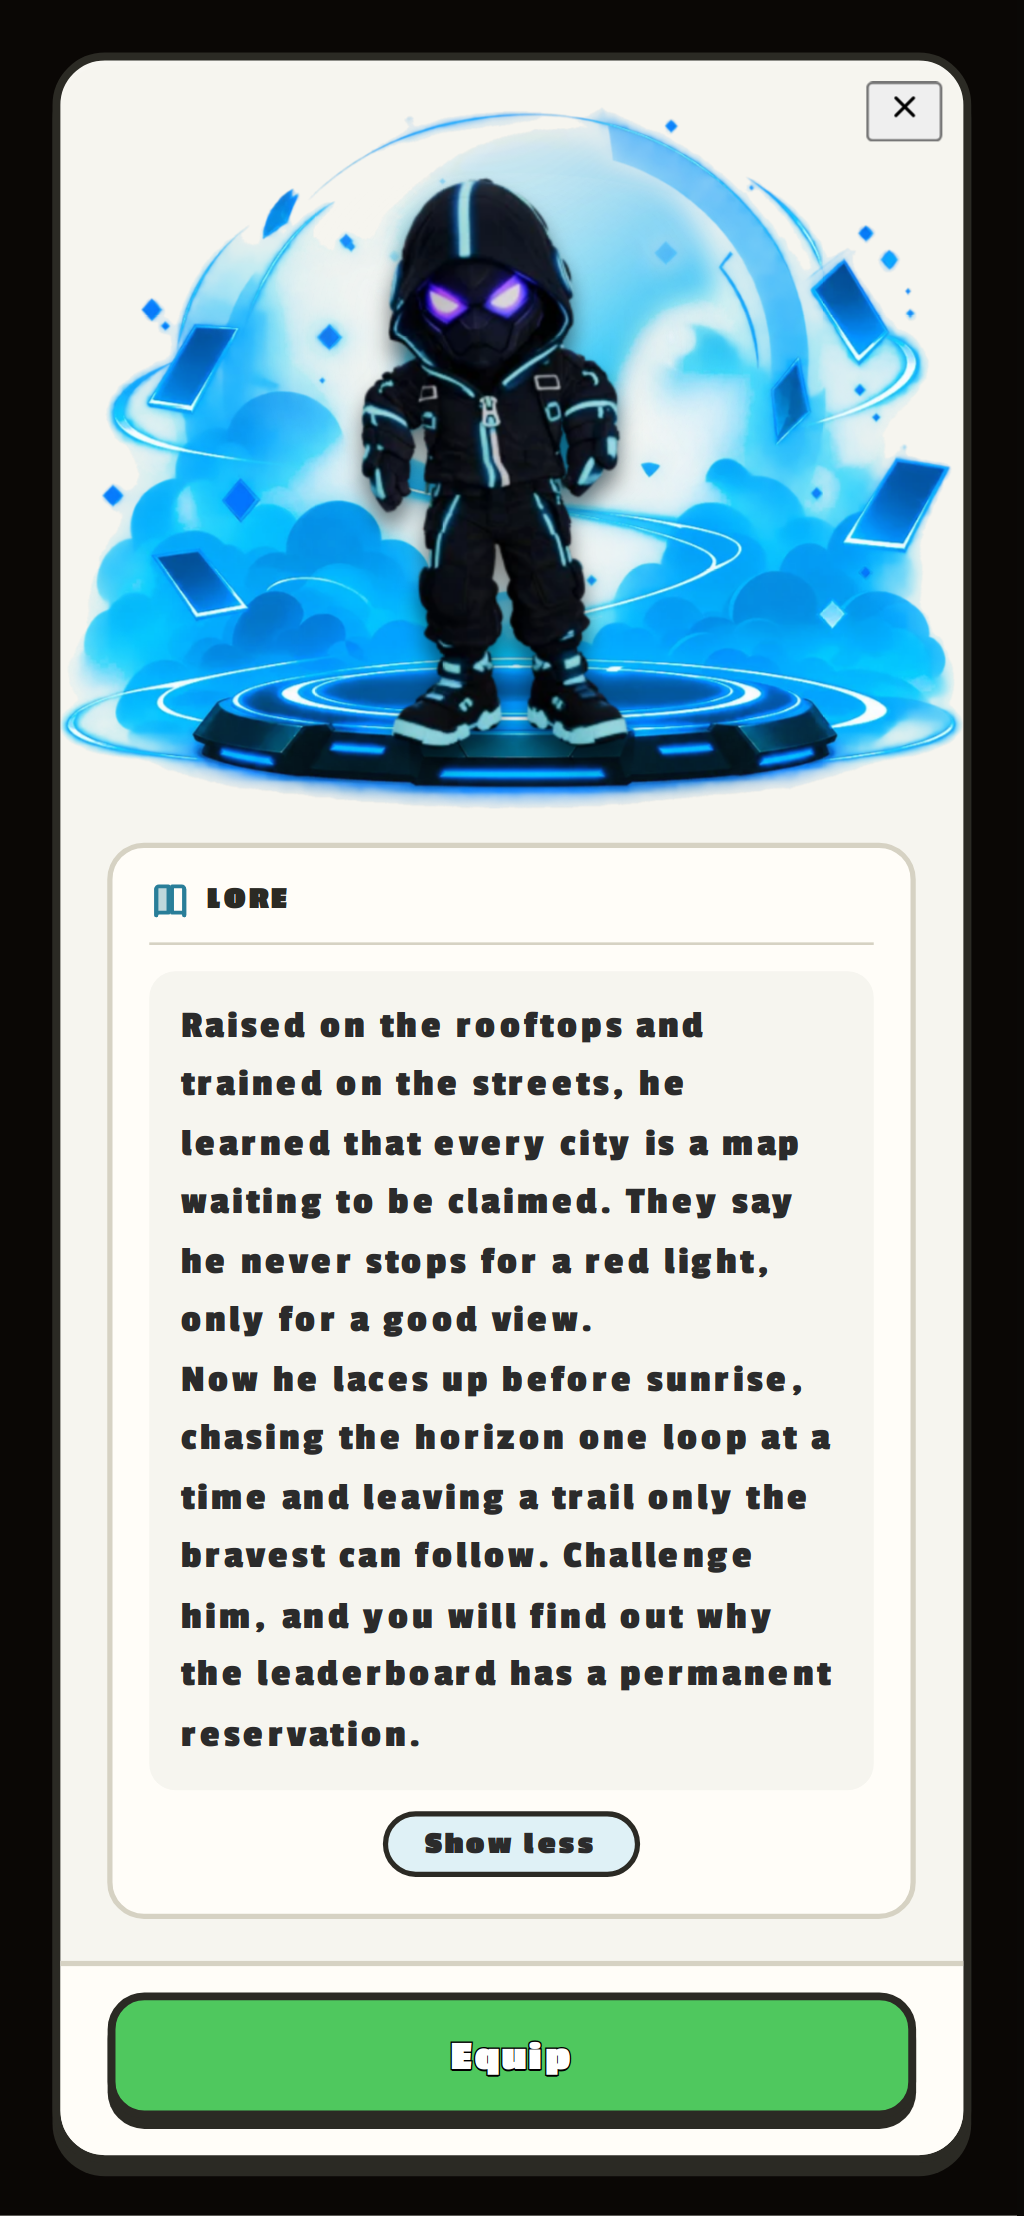 LORE
Raised on the rooftops and
trained on the streets, he
learned that every city is a map
waiting to be claimed. They say
he never stops for a red light,
only for a good view.
Now he laces up before sunrise,
chasing the horizon one loop at a
time and leaving a trail only the
bravest can follow. Challenge
him, and you will find out why
the leaderboard has a permanent
reservation.
Show less
Equip